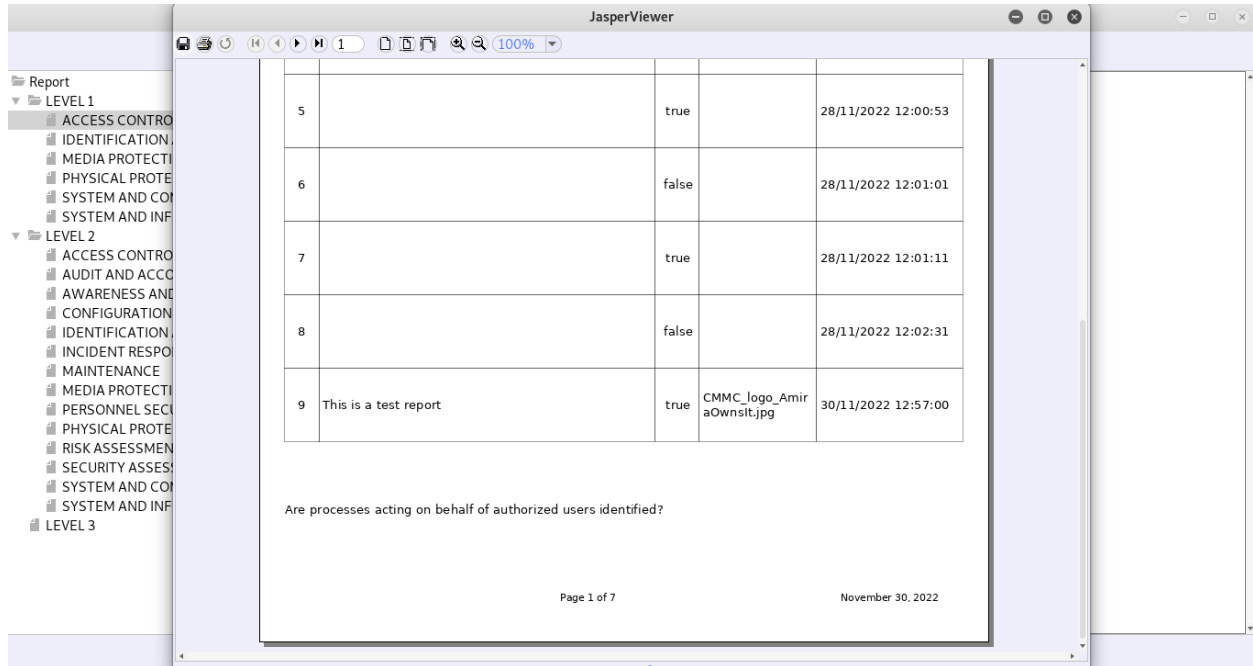 JasperViewer
1
100%
Report
LEVEL 1
ACCESS CONTRO
IDENTIFICATION
MEDIA PROTECTI
PHYSICAL PROTE
SYSTEM AND CO
SYSTEM AND INF
LEVEL 2
ACCESS CONTRO
AUDIT AND ACCO
AWARENESS AND
CONFIGURATION
IDENTIFICATION
INCIDENT RESPO
MAINTENANCE
MEDIA PROTECTI
PERSONNEL SECU
PHYSICAL PROTE
RISK ASSESSMEN
SECURITY ASSES
SYSTEM AND CO
SYSTEM AND INF
LEVEL 3
5 true 28/11/2022 12:00:53
6 false 28/11/2022 12:01:01
7 true 28/11/2022 12:01:11
8 false 28/11/2022 12:02:31
9 This is a test report true CMMC_logo_Amir
aOwnsIt.jpg 30/11/2022 12:57:00
Are processes acting on behalf of authorized users identified?
Page 1 of 7 November 30, 2022